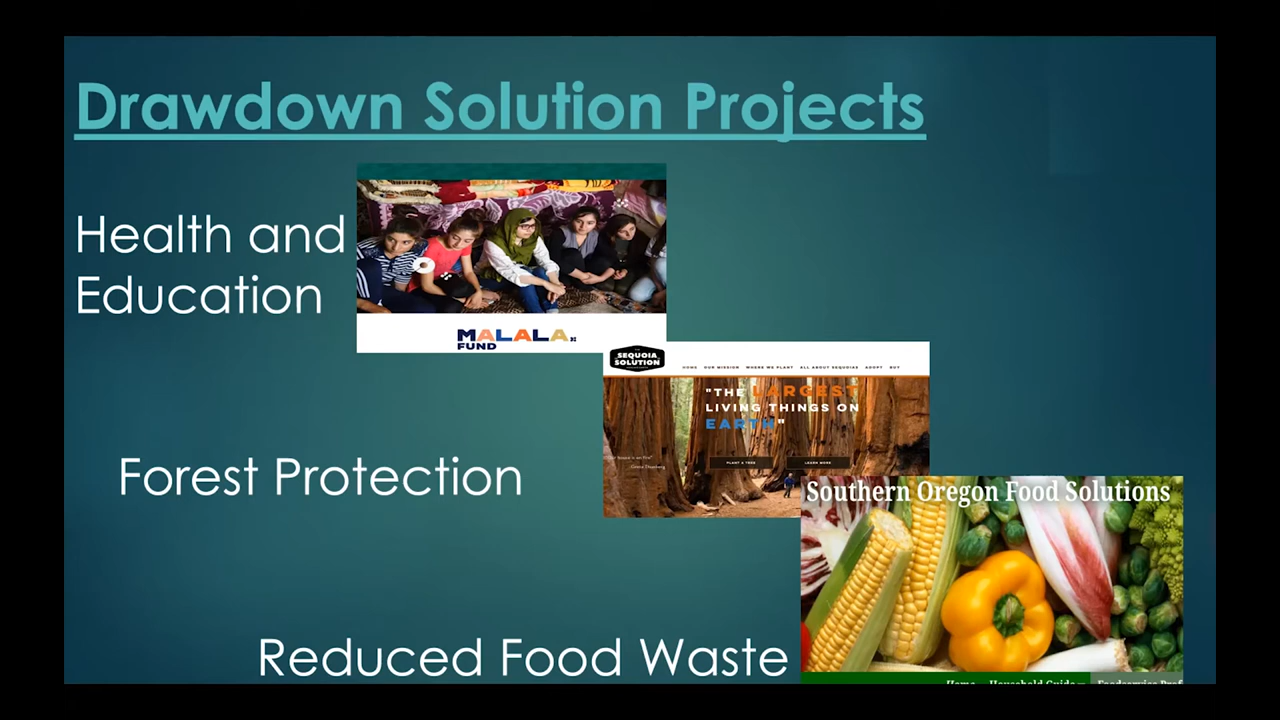 Drawdown Solution Projects
Health and
Education
MALALA
FUND
Forest Protection
SEQUOIA
SOLUTION
HOME OUR MISSION WHERE WE PLANT ALL ABOUT SEQUOIAS ADOPT BUY
"THE LARGEST
LIVING THINGS ON
EARTH"
PLANT A TREE LEARN MORE
Reduced Food Waste
Southern Oregon Food Solutions
Home Household Guide